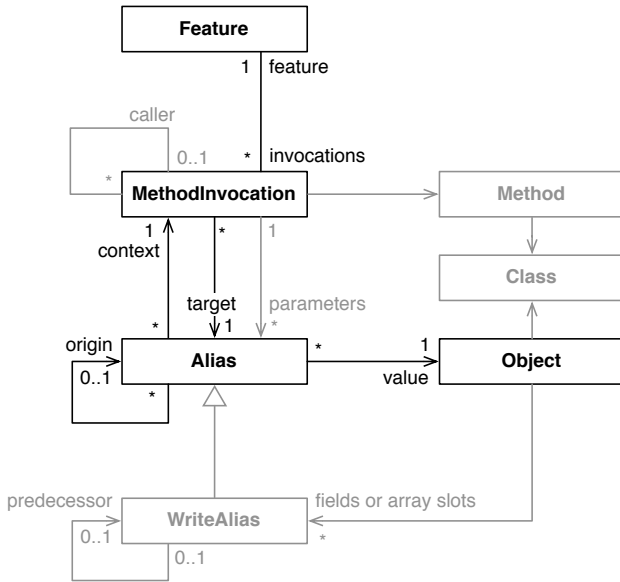 Feature
1
feature
caller
0..1
*
*
invocations
MethodInvocation
Method
1
*
1
context
Class
target
parameters
*
1
*
origin
*
1
0..1
Alias
Object
*
value
predecessor
fields or array slots
0..1
WriteAlias
*
0..1